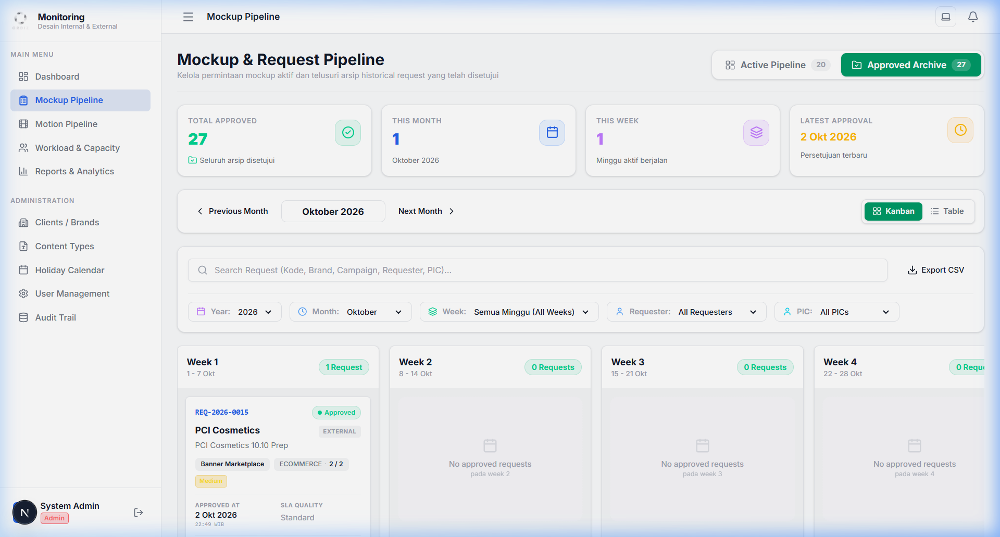 ORBIZ
Monitoring
Desain Internal & External
MAIN MENU
Dashboard
Mockup Pipeline
Motion Pipeline
Workload & Capacity
Reports & Analytics
ADMINISTRATION
Clients / Brands
Content Types
Holiday Calendar
User Management
Audit Trail
N
System Admin
Admin
Mockup Pipeline
Mockup & Request Pipeline
Kelola permintaan mockup aktif dan telusuri arsip historical request yang telah disetujui
Active Pipeline 20
Approved Archive 27
TOTAL APPROVED
27
Seluruh arsip disetujui
THIS MONTH
1
Oktober 2026
THIS WEEK
1
Minggu aktif berjalan
LATEST APPROVAL
2 Okt 2026
Persetujuan terbaru
Previous Month
Oktober 2026
Next Month
Kanban
Table
Search Request (Kode, Brand, Campaign, Requester, PIC)...
Export CSV
Year: 2026
Month: Oktober
Week: Semua Minggu (All Weeks)
Requester: All Requesters
PIC: All PICs
Week 1
1 - 7 Okt
1 Request
REQ-2026-0015
Approved
PCI Cosmetics
EXTERNAL
PCI Cosmetics 10.10 Prep
Banner Marketplace
ECOMMERCE · 2 / 2
Medium
APPROVED AT
2 Okt 2026
22:49 WIB
SLA QUALITY
Standard
Week 2
8 - 14 Okt
0 Requests
No approved requests
pada week 2
Week 3
15 - 21 Okt
0 Requests
No approved requests
pada week 3
Week 4
22 - 28 Okt
0 Reque
No approved requests
pada week 4